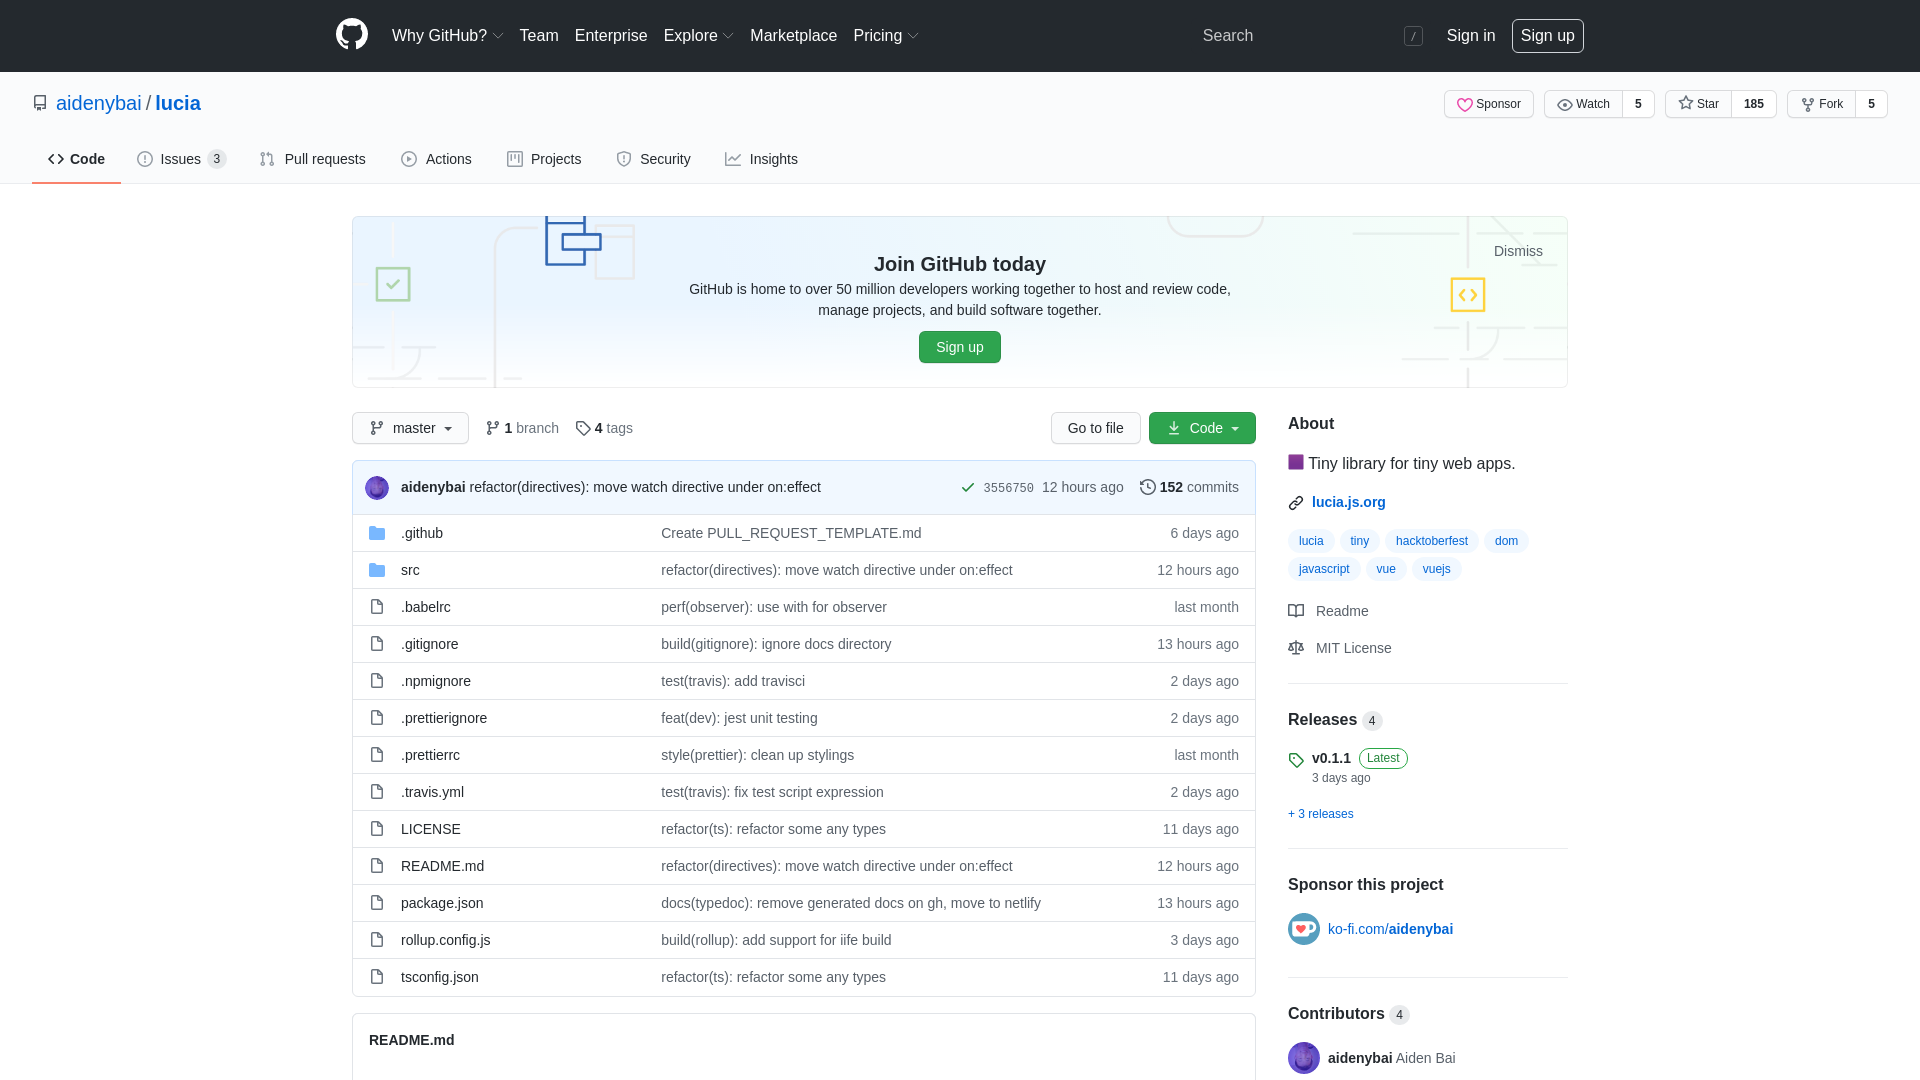 Why GitHub? Team Enterprise Explore Marketplace Pricing Search / Sign in Sign up
aidenybai / lucia
Sponsor Watch 5 Star 185 Fork 5
Code Issues 3 Pull requests Actions Projects Security Insights
Dismiss
Join GitHub today
GitHub is home to over 50 million developers working together to host and review code,
manage projects, and build software together.
Sign up
master 1 branch 4 tags Go to file Code
aidenybai refactor(directives): move watch directive under on:effect 3556750 12 hours ago 152 commits
.github Create PULL_REQUEST_TEMPLATE.md 6 days ago
src refactor(directives): move watch directive under on:effect 12 hours ago
.babelrc perf(observer): use with for observer last month
.gitignore build(gitignore): ignore docs directory 13 hours ago
.npmignore test(travis): add travisci 2 days ago
.prettierignore feat(dev): jest unit testing 2 days ago
.prettierrc style(prettier): clean up stylings last month
.travis.yml test(travis): fix test script expression 2 days ago
LICENSE refactor(ts): refactor some any types 11 days ago
README.md refactor(directives): move watch directive under on:effect 12 hours ago
package.json docs(typedoc): remove generated docs on gh, move to netlify 13 hours ago
rollup.config.js build(rollup): add support for iife build 3 days ago
tsconfig.json refactor(ts): refactor some any types 11 days ago
README.md
About
Tiny library for tiny web apps.
lucia.js.org
lucia tiny hacktoberfest dom
javascript vue vuejs
Readme
MIT License
Releases 4
v0.1.1 Latest
3 days ago
+ 3 releases
Sponsor this project
ko-fi.com/aidenybai
Contributors 4
aidenybai Aiden Bai